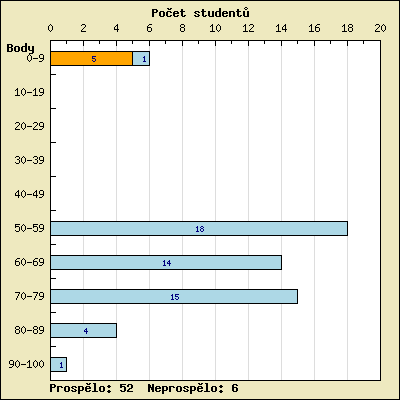 Počet studentů
0 2 4 6 8 10 12 14 16 18 20
Body
0-9 5 1
10-19
20-29
30-39
40-49
50-59 18
60-69 14
70-79 15
80-89 4
90-100 1
Prospělo: 52 Neprospělo: 6